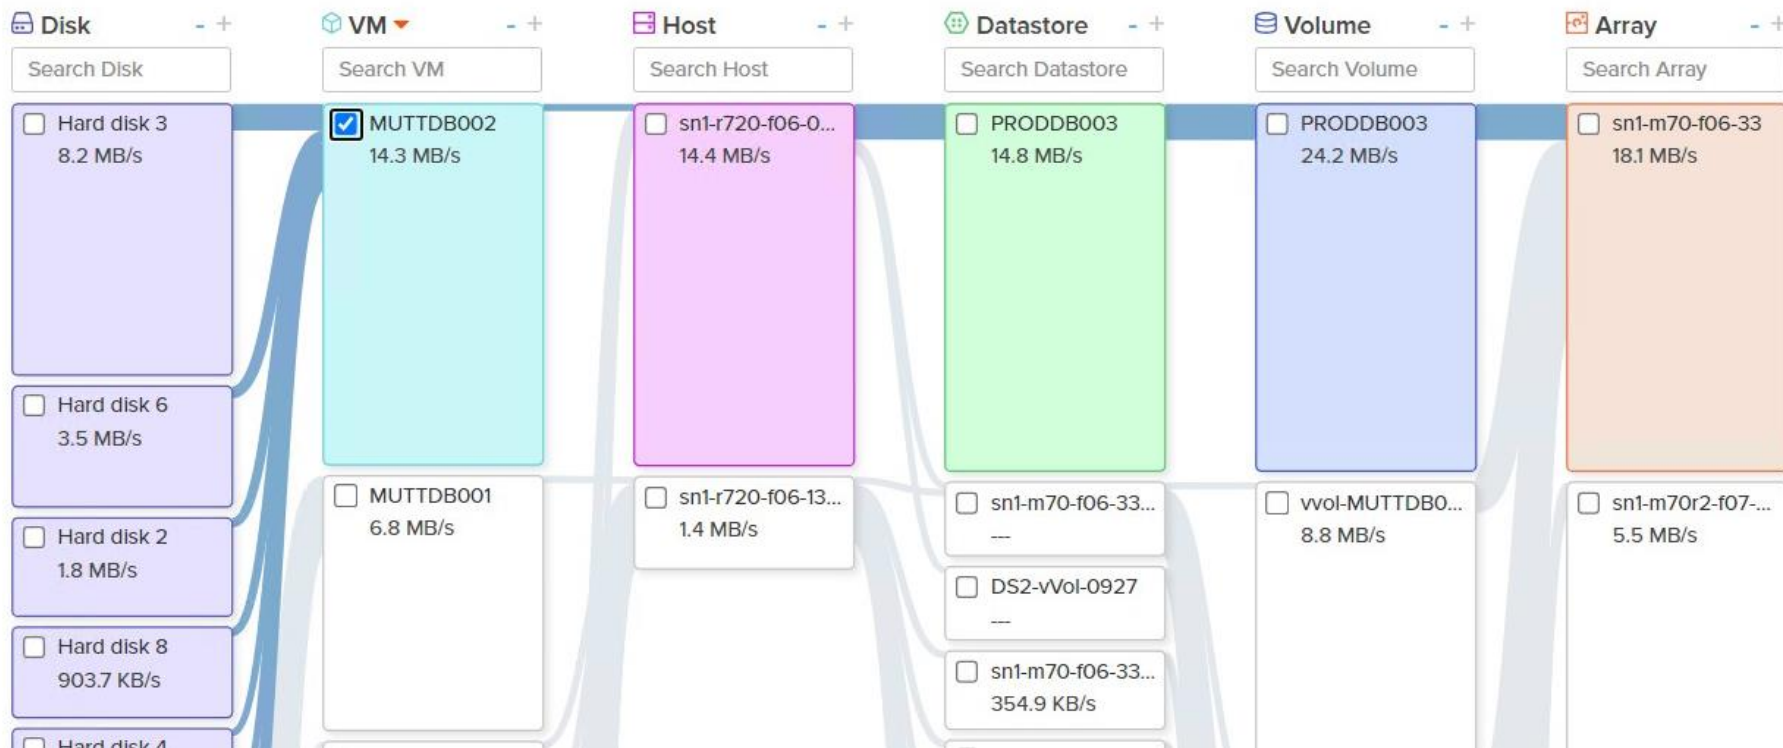 Disk - +
VM - +
Host - +
Datastore - +
Volume - +
Array - +
Search Disk
Search VM
Search Host
Search Datastore
Search Volume
Search Array
Hard disk 3
8.2 MB/s
Hard disk 6
3.5 MB/s
Hard disk 2
1.8 MB/s
Hard disk 8
903.7 KB/s
Hard disk 4
MUTTDB002
14.3 MB/s
MUTTDB001
6.8 MB/s
sn1-r720-f06-0...
14.4 MB/s
sn1-r720-f06-13...
1.4 MB/s
PRODDB003
14.8 MB/s
sn1-m70-f06-33...
---
DS2-vVol-0927
---
sn1-m70-f06-33...
354.9 KB/s
PRODDB003
24.2 MB/s
vvol-MUTTDB0...
8.8 MB/s
sn1-m70-f06-33
18.1 MB/s
sn1-m70r2-f07-...
5.5 MB/s